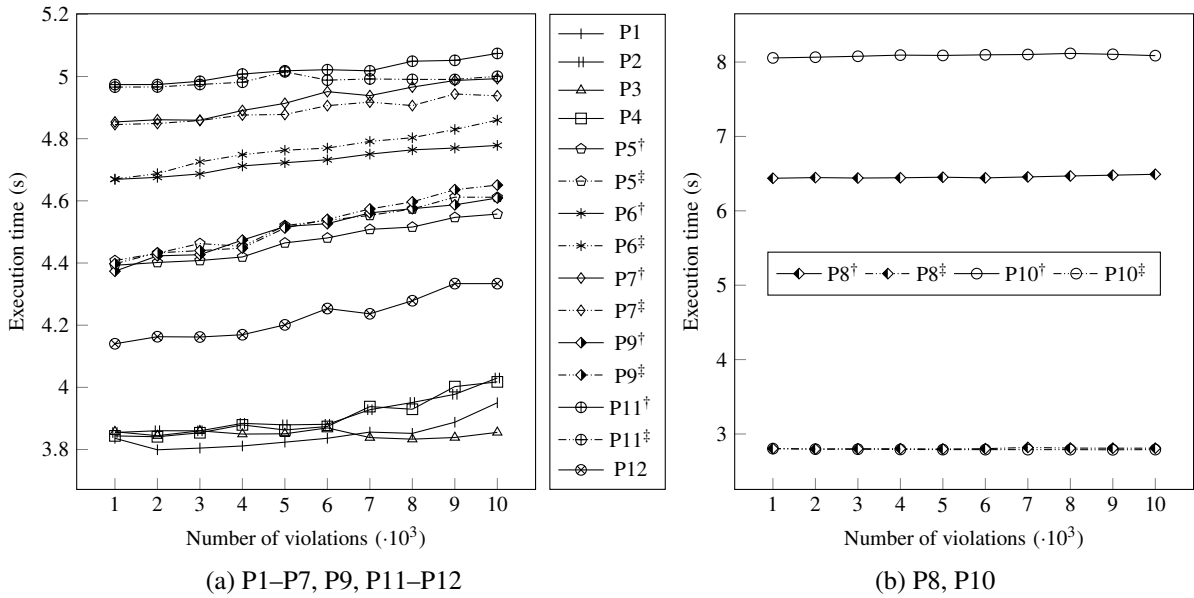 5.2
5
4.8
4.6
4.4
4.2
4
3.8
Execution time (s)
1 2 3 4 5 6 7 8 9 10
Number of violations (·10³)
(a) P1–P7, P9, P11–P12
P1
P2
P3
P4
P5†
P5‡
P6†
P6‡
P7†
P7‡
P9†
P9‡
P11†
P11‡
P12
8
7
6
5
4
3
Execution time (s)
P8† P8‡ P10† P10‡
1 2 3 4 5 6 7 8 9 10
Number of violations (·10³)
(b) P8, P10